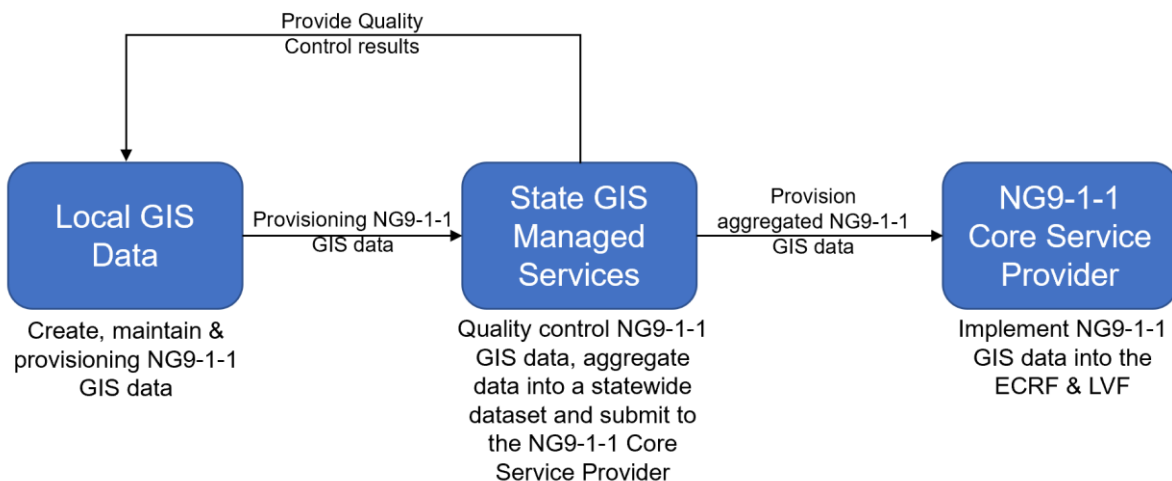 Provide Quality
Control results
Local GIS
Data
Provisioning NG9-1-1
GIS data
State GIS
Managed
Services
Provision
aggregated NG9-1-1
GIS data
NG9-1-1
Core Service
Provider
Create, maintain &
provisioning NG9-1-1
GIS data
Quality control NG9-1-1
GIS data, aggregate
data into a statewide
dataset and submit to
the NG9-1-1 Core
Service Provider
Implement NG9-1-1
GIS data into the
ECRF & LVF